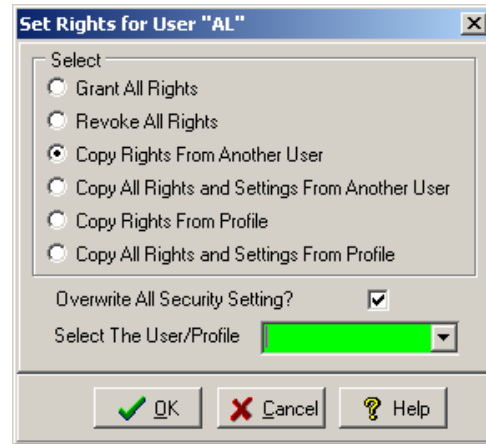 Set Rights for User "AL"
Select
Grant All Rights
Revoke All Rights
Copy Rights From Another User
Copy All Rights and Settings From Another User
Copy Rights From Profile
Copy All Rights and Settings From Profile
Overwrite All Security Setting?
Select The User/Profile
OK Cancel Help